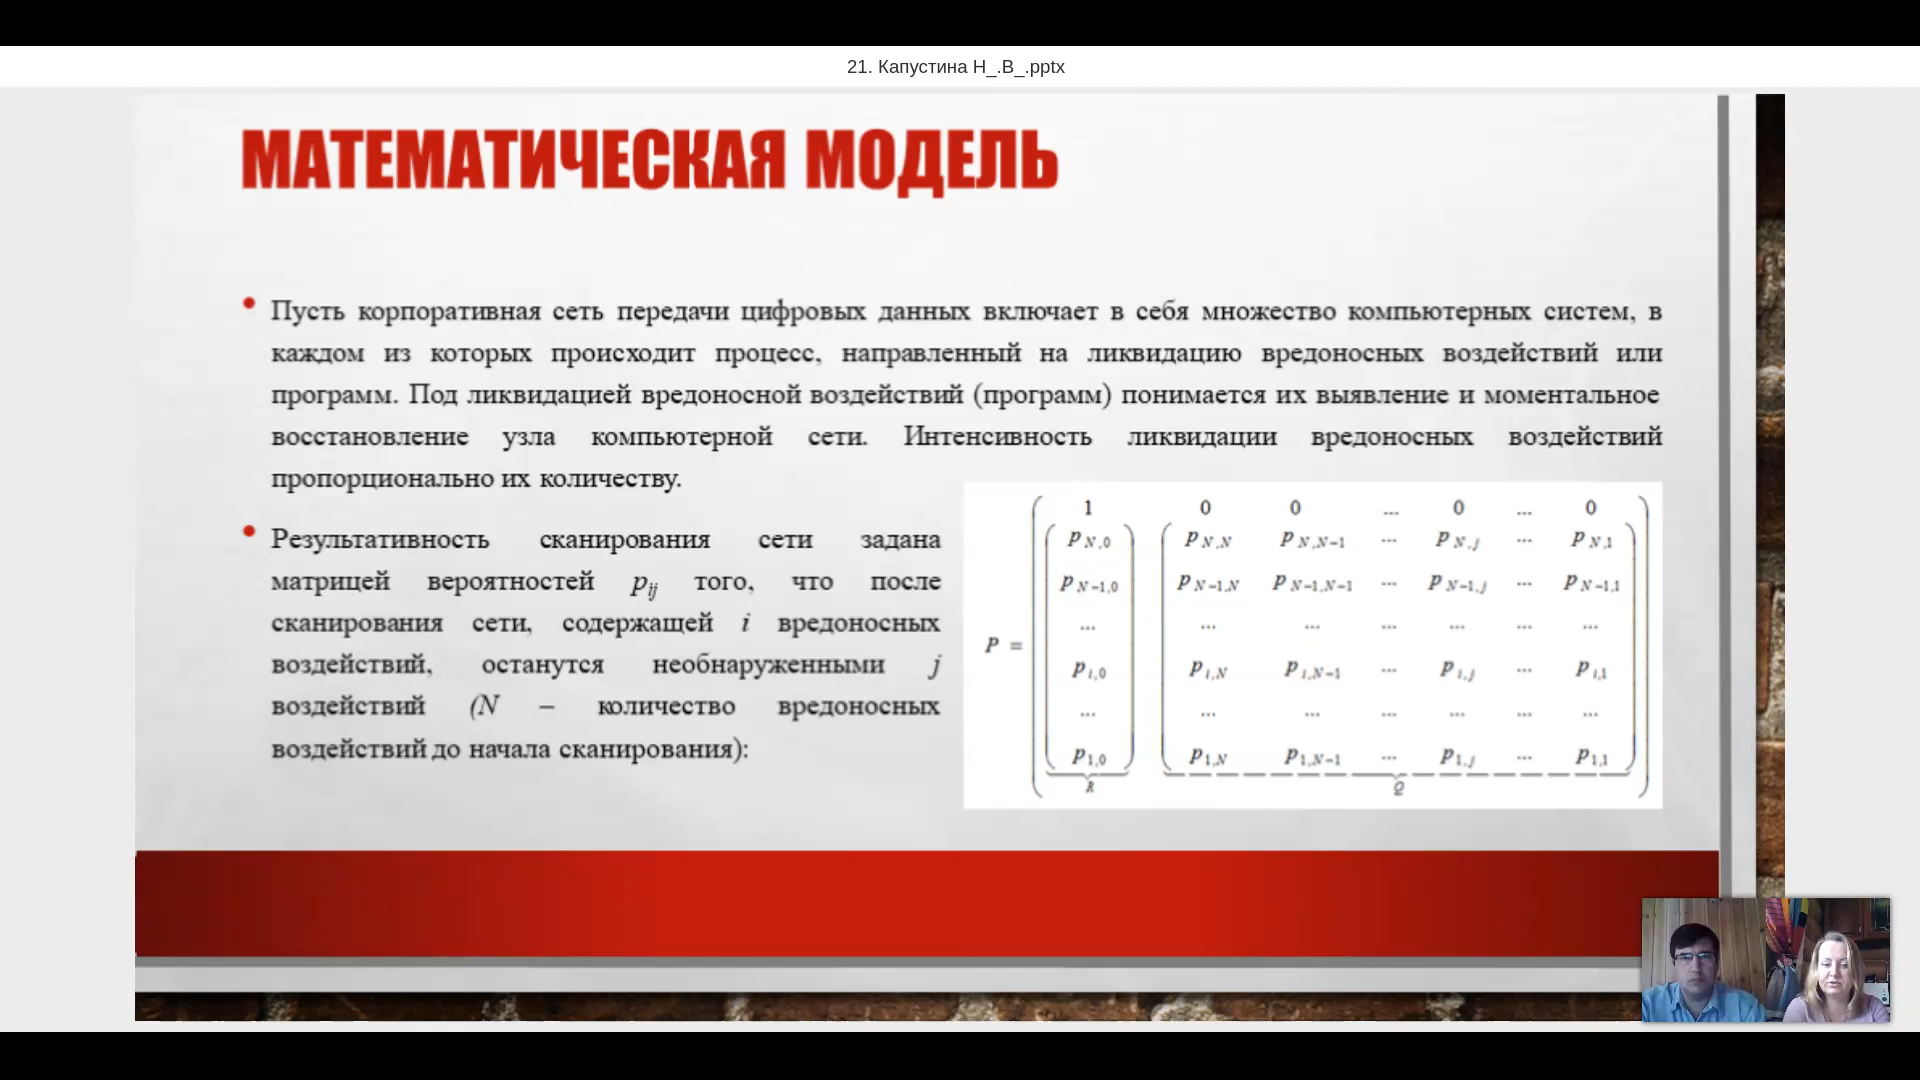 21. Капустина Н_.В_.pptx
МАТЕМАТИЧЕСКАЯ МОДЕЛЬ
• Пусть корпоративная сеть передачи цифровых данных включает в себя множество компьютерных систем, в
каждом из которых происходит процесс, направленный на ликвидацию вредоносных воздействий или
программ. Под ликвидацией вредоносной воздействий (программ) понимается их выявление и моментальное
восстановление узла компьютерной сети. Интенсивность ликвидации вредоносных воздействий
пропорционально их количеству.
• Результативность сканирования сети задана
матрицей вероятностей p_ij того, что после
сканирования сети, содержащей i вредоносных
воздействий, останутся необнаруженными j
воздействий (N – количество вредоносных
воздействий до начала сканирования):
1 0 0 ... 0 ... 0
p_N,0 p_N,N p_N,N−1 ... p_N,j ... p_N,1
p_N−1,0 p_N−1,N p_N−1,N−1 ... p_N−1,j ... p_N−1,1
... ... ... ... ... ... ...
P =
p_i,0 p_i,N p_i,N−1 ... p_i,j ... p_i,1
... ... ... ... ... ... ...
p_1,0 p_1,N p_1,N−1 ... p_1,j ... p_1,1
R Q